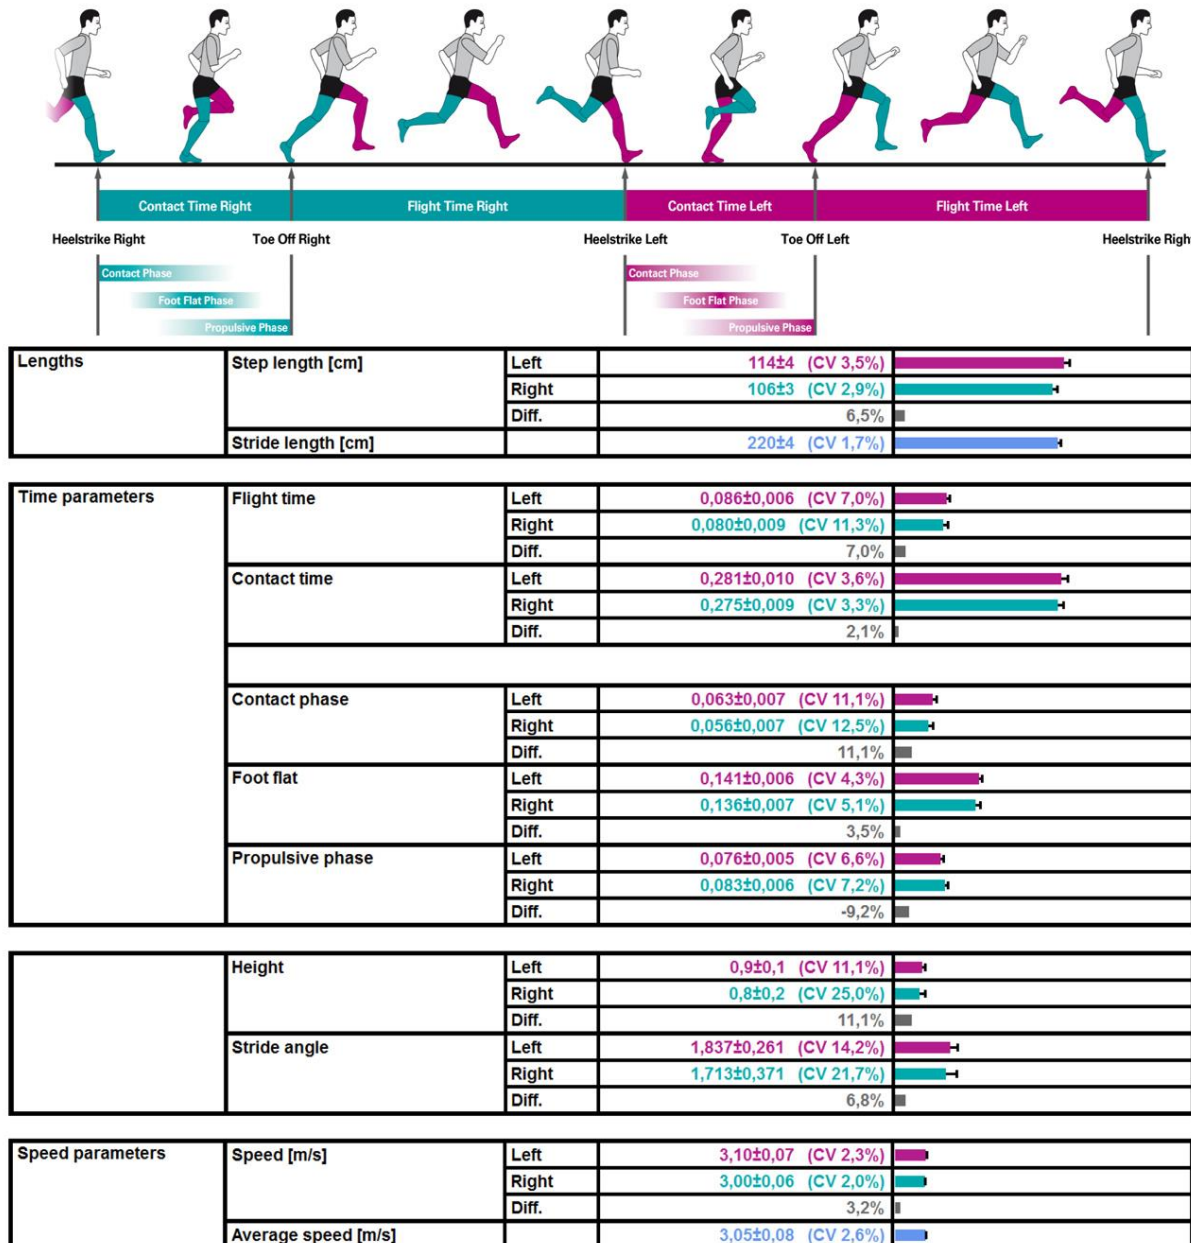 Contact Time Right Flight Time Right Contact Time Left Flight Time Left
Heelstrike Right Toe Off Right Heelstrike Left Toe Off Left Heelstrike Right
Contact Phase Contact Phase
Foot Flat Phase Foot Flat Phase
Propulsive Phase Propulsive Phase
Lengths Step length [cm] Left 114±4 (CV 3,5%)
Right 106±3 (CV 2,9%)
Diff. 6,5%
Stride length [cm] 220±4 (CV 1,7%)
Time parameters Flight time Left 0,086±0,006 (CV 7,0%)
Right 0,080±0,009 (CV 11,3%)
Diff. 7,0%
Contact time Left 0,281±0,010 (CV 3,6%)
Right 0,275±0,009 (CV 3,3%)
Diff. 2,1%
Contact phase Left 0,063±0,007 (CV 11,1%)
Right 0,056±0,007 (CV 12,5%)
Diff. 11,1%
Foot flat Left 0,141±0,006 (CV 4,3%)
Right 0,136±0,007 (CV 5,1%)
Diff. 3,5%
Propulsive phase Left 0,076±0,005 (CV 6,6%)
Right 0,083±0,006 (CV 7,2%)
Diff. -9,2%
Height Left 0,9±0,1 (CV 11,1%)
Right 0,8±0,2 (CV 25,0%)
Diff. 11,1%
Stride angle Left 1,837±0,261 (CV 14,2%)
Right 1,713±0,371 (CV 21,7%)
Diff. 6,8%
Speed parameters Speed [m/s] Left 3,10±0,07 (CV 2,3%)
Right 3,00±0,06 (CV 2,0%)
Diff. 3,2%
Average speed [m/s] 3,05±0,08 (CV 2,6%)